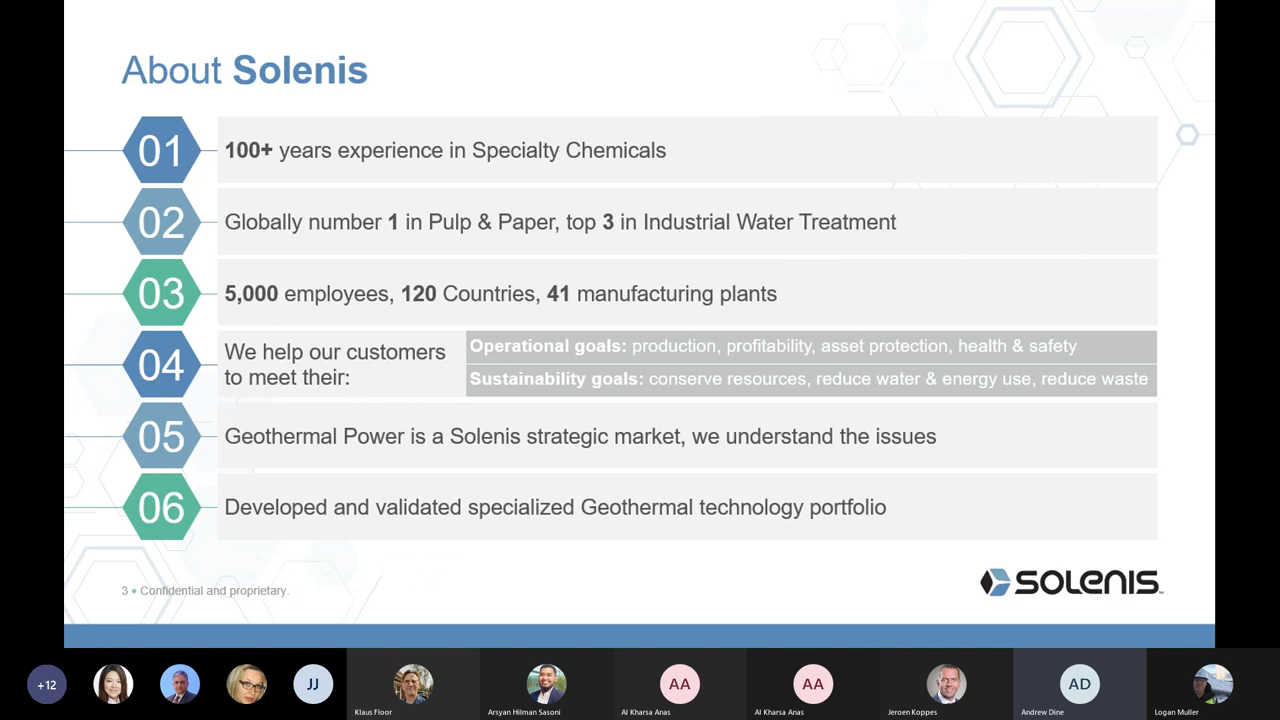 About Solenis
01
100+ years experience in Specialty Chemicals
02
Globally number 1 in Pulp & Paper, top 3 in Industrial Water Treatment
03
5,000 employees, 120 Countries, 41 manufacturing plants
04
We help our customers
to meet their:
Operational goals: production, profitability, asset protection, health & safety
Sustainability goals: conserve resources, reduce water & energy use, reduce waste
05
Geothermal Power is a Solenis strategic market, we understand the issues
06
Developed and validated specialized Geothermal technology portfolio
3 • Confidential and proprietary.
SOLENIS™
+12
JJ
Klaus Floor
Arsyan Hilman Sasoni
AA
Al Kharsa Anas
AA
Al Kharsa Anas
Jeroen Koppes
AD
Andrew Dine
Logan Muller